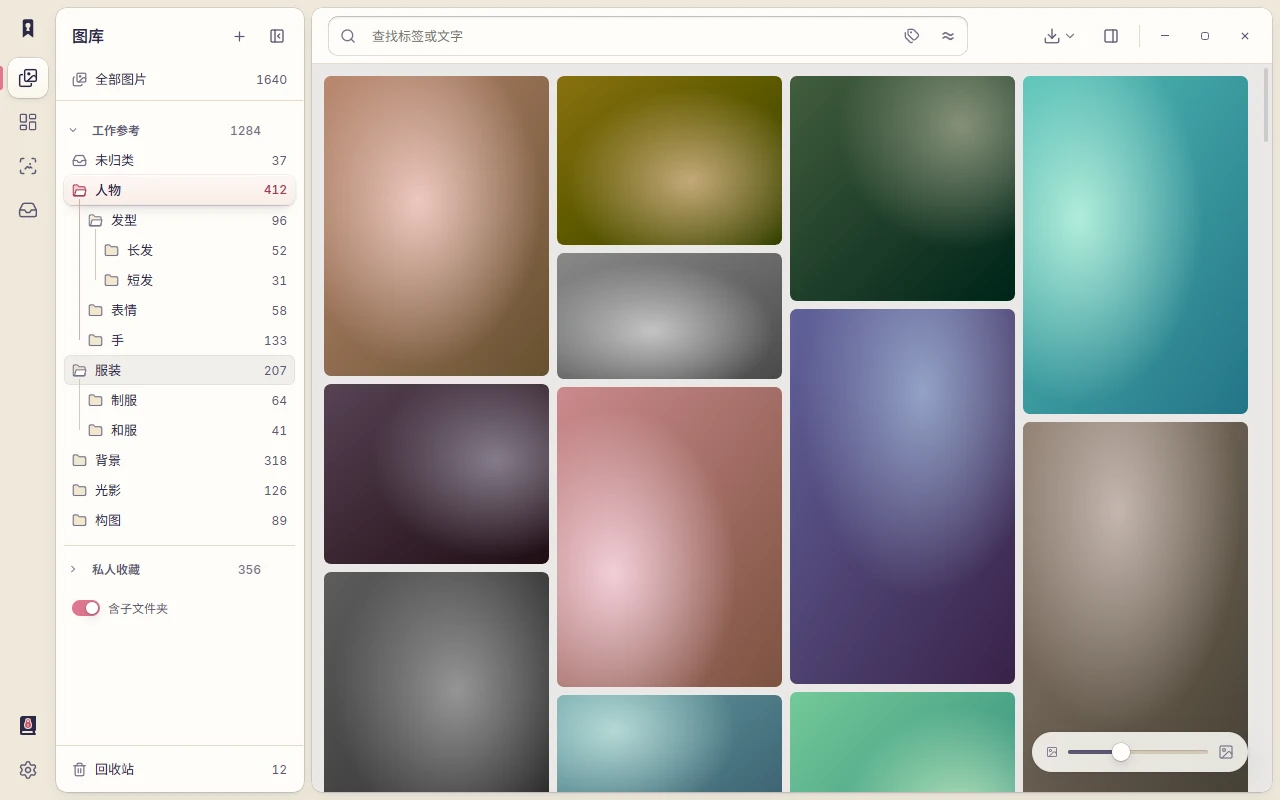 图库
查找标签或文字
全部图片 1640
工作参考 1284
未归类 37
人物 412
发型 96
长发 52
短发 31
表情 58
手 133
服装 207
制服 64
和服 41
背景 318
光影 126
构图 89
私人收藏 356
含子文件夹
回收站 12